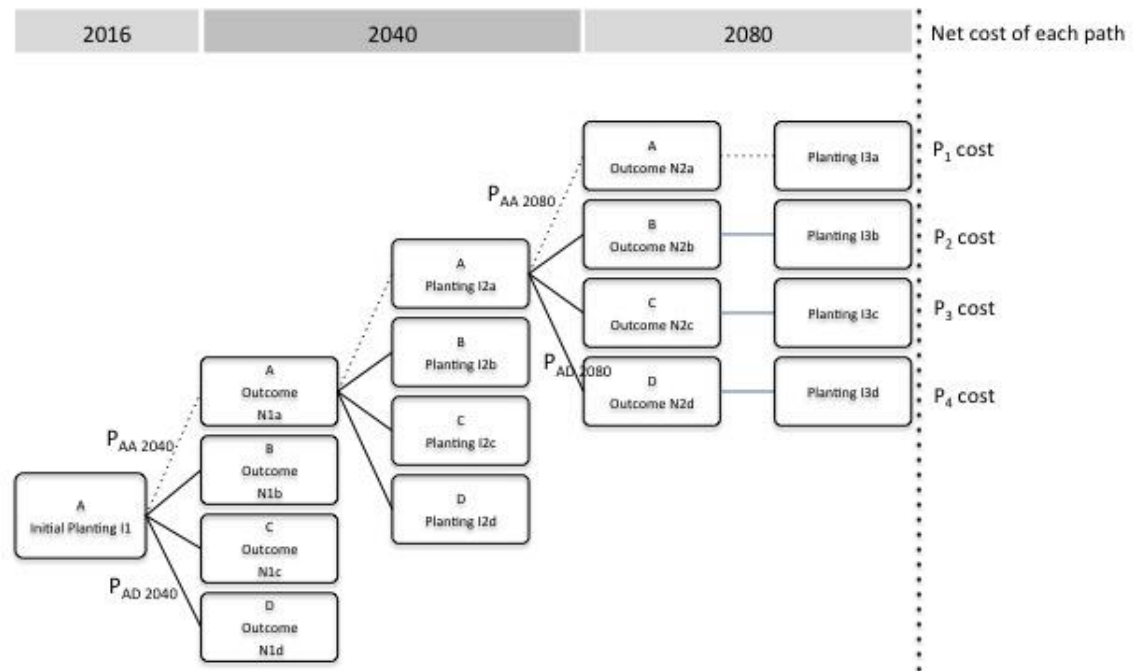 2016
2040
2080
Net cost of each path
A
Outcome N2a
Planting I3a
P1 cost
PAA 2080
B
Outcome N2b
Planting I3b
P2 cost
A
Planting I2a
C
Outcome N2c
Planting I3c
P3 cost
B
Planting I2b
PAD 2080
D
Outcome N2d
Planting I3d
P4 cost
A
Outcome
N1a
C
Planting I2c
PAA 2040
B
Outcome
N1b
D
Planting I2d
A
Initial Planting I1
C
Outcome
N1c
PAD 2040
D
Outcome
N1d